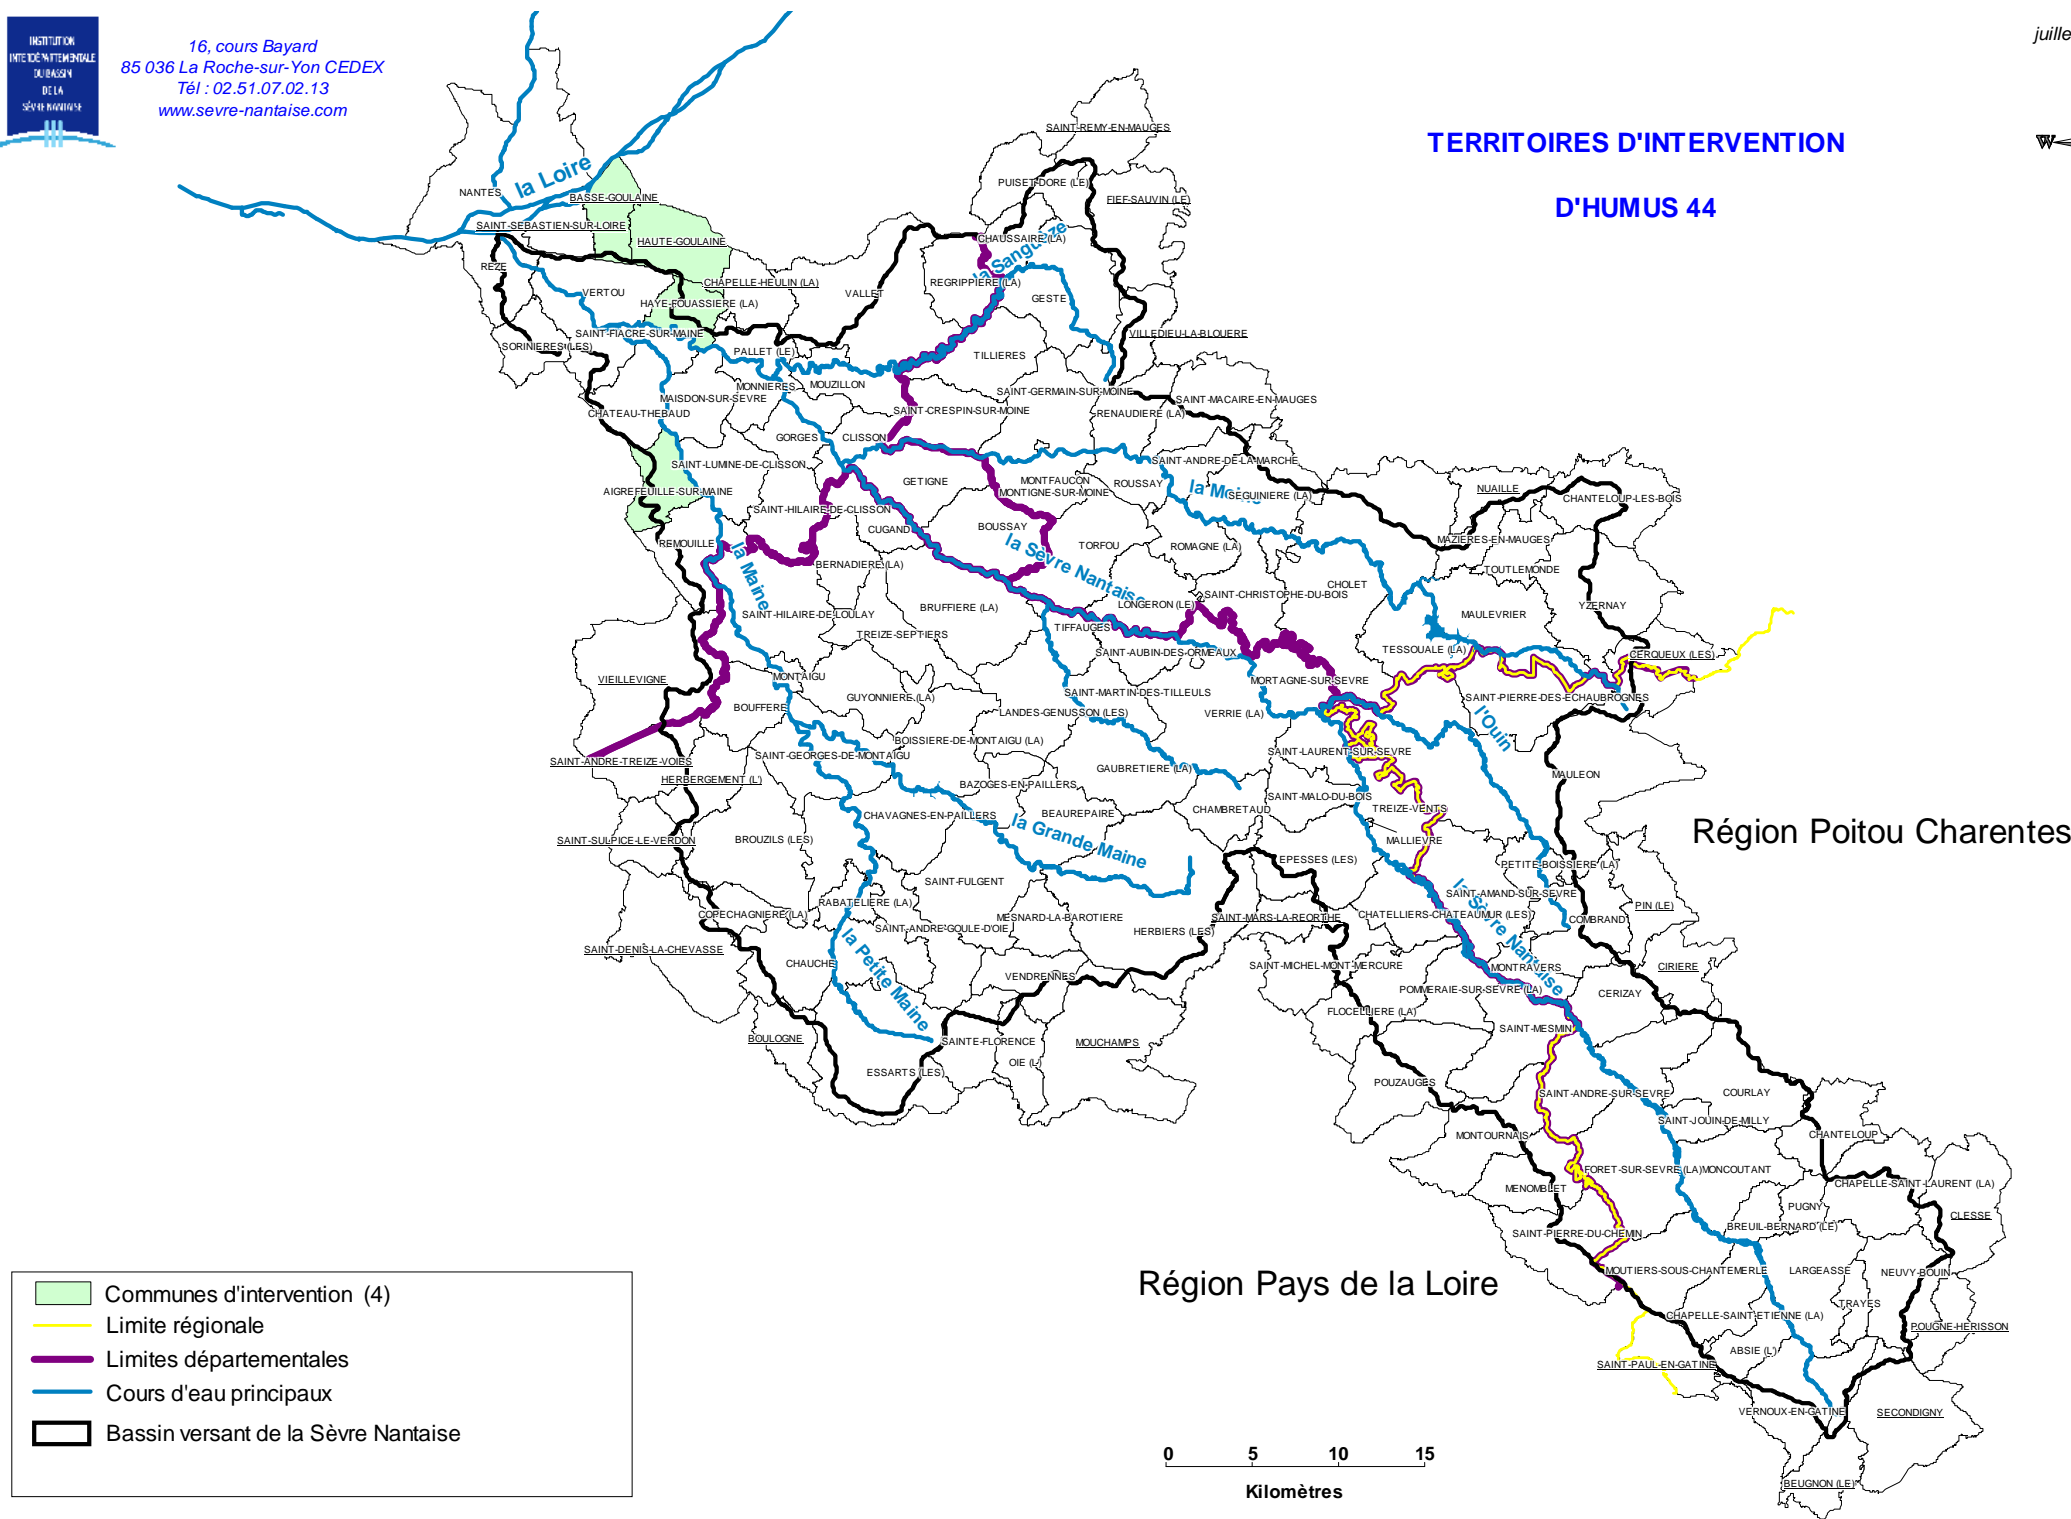 INSTITUTION
INTERDÉPARTEMENTALE
DU BASSIN
DE LA
SÈVRE NANTAISE
16, cours Bayard
85 036 La Roche-sur-Yon CEDEX
Tél : 02.51.07.02.13
www.sevre-nantaise.com
juille
W
TERRITOIRES D'INTERVENTION
D'HUMUS 44
SAINT-REMY-EN-MAUGES
la Loire
NANTES
BASSE-GOULAINE
PUISET-DORE (LE)
FIEF-SAUVIN (LE)
SAINT-SEBASTIEN-SUR-LOIRE
HAUTE-GOULAINE
CHAUSSAIRE (LA)
la Sanguèze
REZE
CHAPELLE-HEULIN (LA)
REGRIPPIERE (LA)
VERTOU
HAYE-FOUASSIERE (LA)
VALLET
GESTE
SAINT-FIACRE-SUR-MAINE
VILLEDIEU-LA-BLOUERE
SORINIERES (LES)
PALLET (LE)
TILLIERES
MONNIERES
MOUZILLON
SAINT-GERMAIN-SUR-MOINE
MAISDON-SUR-SEVRE
SAINT-MACAIRE-EN-MAUGES
CHATEAU-THEBAUD
SAINT-CRESPIN-SUR-MOINE
RENAUDIERE (LA)
GORGES
CLISSON
SAINT-LUMINE-DE-CLISSON
SAINT-ANDRE-DE-LA-MARCHE
GETIGNE
MONTFAUCON
ROUSSAY
la Moine
NUAILLE
AIGREFEUILLE-SUR-MAINE
MONTIGNE-SUR-MOINE
SEGUINIERE (LA)
CHANTELOUP-LES-BOIS
SAINT-HILAIRE-DE-CLISSON
CUGAND
BOUSSAY
REMOUILLE
la Sèvre Nantaise
TORFOU
ROMAGNE (LA)
MAZIERES-EN-MAUGES
la Maine
BERNADIERE (LA)
TOUTLEMONDE
CHOLET
SAINT-CHRISTOPHE-DU-BOIS
LONGERON (LE)
BRUFFIERE (LA)
YZERNAY
SAINT-HILAIRE-DE-LOULAY
MAULEVRIER
TIFFAUGES
TREIZE-SEPTIERS
SAINT-AUBIN-DES-ORMEAUX
TESSOUALE (LA)
CERQUEUX (LES)
VIEILLEVIGNE
MONTAIGU
MORTAGNE-SUR-SEVRE
GUYONNIERE (LA)
SAINT-MARTIN-DES-TILLEULS
SAINT-PIERRE-DES-ECHAUBROGNES
BOUFFERE
LANDES-GENUSSON (LES)
VERRIE (LA)
l'Ouin
BOISSIERE-DE-MONTAIGU (LA)
SAINT-GEORGES-DE-MONTAIGU
SAINT-LAURENT-SUR-SEVRE
SAINT-ANDRE-TREIZE-VOIES
GAUBRETIERE (LA)
MAULEON
HERBERGEMENT (L')
BAZOGES-EN-PAILLERS
SAINT-MALO-DU-BOIS
CHAMBRETAUD
TREIZE-VENTS
CHAVAGNES-EN-PAILLERS
BEAUREPAIRE
la Grande Maine
Région Poitou Charentes
SAINT-SULPICE-LE-VERDON
BROUZILS (LES)
MALLIEVRE
EPESSES (LES)
PETITE-BOISSIERE (LA)
SAINT-FULGENT
la Sèvre Nantaise
SAINT-AMAND-SUR-SEVRE
RABATELIERE (LA)
PIN (LE)
COPECHAGNIERE (LA)
MESNARD-LA-BAROTIERE
SAINT-MARS-LA-REORTHE
CHATELLIERS-CHATEAUMUR (LES)
COMBRAND
SAINT-ANDRE-GOULE-D'OIE
HERBIERS (LES)
SAINT-DENIS-LA-CHEVASSE
la Petite Maine
CHAUCHE
SAINT-MICHEL-MONT-MERCURE
MONTRAVERS
CIRIERE
VENDRENNES
POMMERAIE-SUR-SEVRE (LA)
CERIZAY
FLOCELLIERE (LA)
SAINT-MESMIN
BOULOGNE
SAINTE-FLORENCE
MOUCHAMPS
OIE (L')
ESSARTS (LES)
POUZAUGES
SAINT-ANDRE-SUR-SEVRE
COURLAY
SAINT-JOUIN-DE-MILLY
MONTOURNAIS
CHANTELOUP
FORET-SUR-SEVRE (LA)
MONCOUTANT
MENOMBLET
CHAPELLE-SAINT-LAURENT (LA)
PUGNY
CLESSE
SAINT-PIERRE-DU-CHEMIN
BREUIL-BERNARD (LE)
MOUTIERS-SOUS-CHANTEMERLE
LARGEASSE
NEUVY-BOUIN
Région Pays de la Loire
TRAYES
CHAPELLE-SAINT-ETIENNE (LA)
POUGNE-HERISSON
ABSIE (L')
SAINT-PAUL-EN-GATINE
VERNOUX-EN-GATINE
SECONDIGNY
BEUGNON (LE)
Communes d'intervention (4)
Limite régionale
Limites départementales
Cours d'eau principaux
Bassin versant de la Sèvre Nantaise
0 5 10 15
Kilomètres